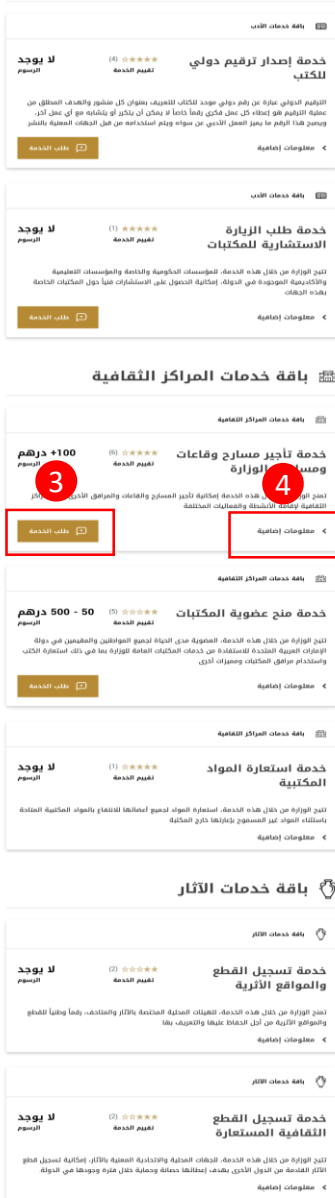 باقة خدمات الأدب
خدمة إصدار ترقيم دولي للكتب
(4)
تقييم الخدمة
لا يوجد
الرسوم
الترقيم الدولي عبارة عن رقم دولي موحد للكتاب للتعريف بعنوان كل منشور والهدف المطلق من
عملية الترقيم هو إعطاء كل عمل فكري رقماً خاصاً لا يمكن أن يتكرر أو يتشابه مع أي عمل آخر،
ويصبح هذا الرقم ما يميز العمل الأدبي عن سواه ويتم استخدامه من قبل الجهات المعنية بالنشر
معلومات إضافية
طلب الخدمة
باقة خدمات الأدب
خدمة طلب الزيارة
الاستشارية للمكتبات
(1)
تقييم الخدمة
لا يوجد
الرسوم
تتيح الوزارة من خلال هذه الخدمة، للمؤسسات الحكومية والخاصة والمؤسسات التعليمية
والأكاديمية الموجودة في الدولة، إمكانية الحصول على الاستشارات فنياً حول المكتبات الخاصة
بهذه الجهات
معلومات إضافية
طلب الخدمة
باقة خدمات المراكز الثقافية
باقة خدمات المراكز الثقافية
خدمة تأجير مسارح وقاعات
الوزارة
(6)
تقييم الخدمة
100+ درهم
الرسوم
3
4
تمنح هذه الخدمة إمكانية تأجير المسارح والقاعات والمرافق
الثقافية لإقامة الأنشطة والفعاليات المختلفة
معلومات إضافية
طلب الخدمة
باقة خدمات المراكز الثقافية
خدمة منح عضوية المكتبات
(5)
تقييم الخدمة
50 - 500 درهم
الرسوم
تتيح الوزارة من خلال هذه الخدمة، العضوية مدى الحياة لجميع المواطنين والمقيمين في دولة
الإمارات العربية المتحدة للاستفادة من خدمات المكتبات العامة للوزارة بما في ذلك استعارة الكتب
واستخدام مرافق المكتبات ومميزات أخرى
معلومات إضافية
طلب الخدمة
باقة خدمات المراكز الثقافية
خدمة استعارة المواد
المكتبية
(1)
تقييم الخدمة
لا يوجد
الرسوم
تتيح الوزارة من خلال هذه الخدمة، استعارة المواد لجميع أعضائها للانتفاع بالمواد المكتبية المتاحة
باستثناء المواد غير المسموح بإعارتها خارج المكتبة
معلومات إضافية
باقة خدمات الآثار
باقة خدمات الآثار
خدمة تسجيل القطع
والمواقع الأثرية
(2)
تقييم الخدمة
لا يوجد
الرسوم
تمنح الوزارة من خلال هذه الخدمة، للهيئات المحلية المختصة بالآثار والمتاحف، رقماً وطنياً للقطع
والمواقع الأثرية من أجل الحفاظ عليها والتعريف بها
معلومات إضافية
باقة خدمات الآثار
خدمة تسجيل القطع
الثقافية المستعارة
(2)
تقييم الخدمة
لا يوجد
الرسوم
تتيح الوزارة من خلال هذه الخدمة، للجهات المحلية والاتحادية المعنية بالآثار، إمكانية تسجيل قطع
الآثار القادمة من الدول الأخرى بهدف إعطائها حصانة وحماية خلال فترة وجودها في الدولة
معلومات إضافية